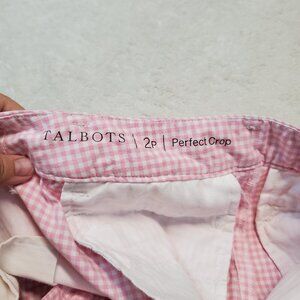 TALBOTS \ 2P | Perfect Crop